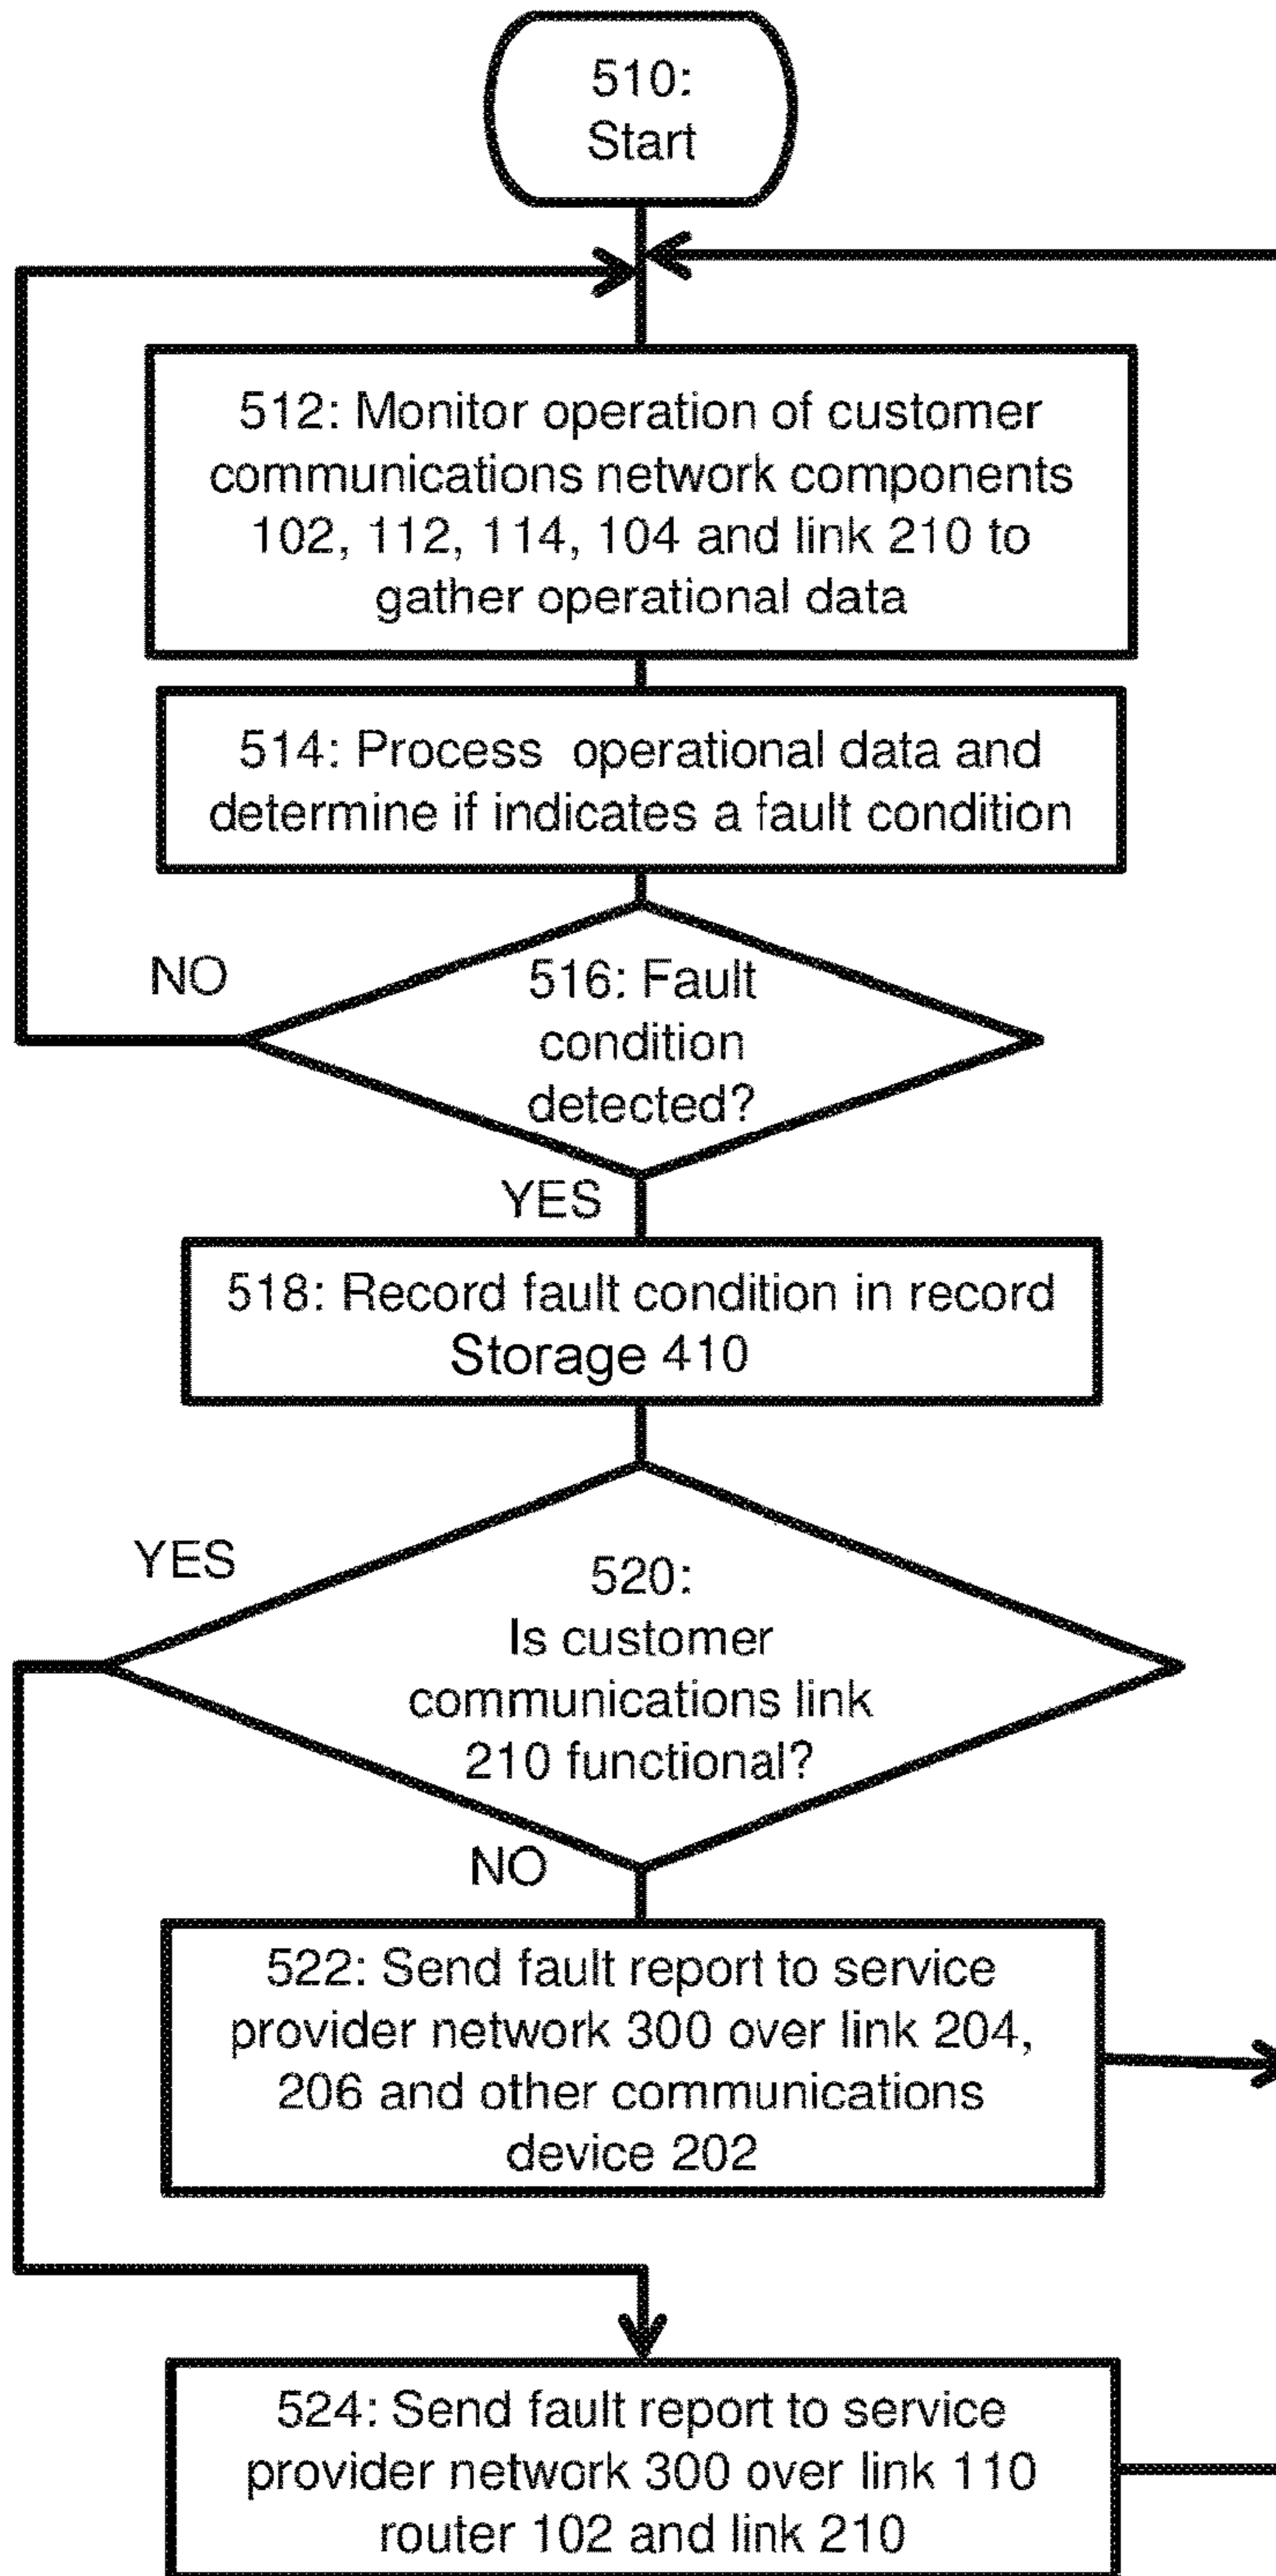 510:
Start
512: Monitor operation of customer
communications network components
102, 112, 114, 104 and link 210 to
gather operational data
514: Process operational data and
determine if indicates a fault condition
NO
516: Fault
condition
detected?
YES
518: Record fault condition in record
Storage 410
YES
520:
Is customer
communications link
210 functional?
NO
522: Send fault report to service
provider network 300 over link 204,
206 and other communications
device 202
524: Send fault report to service
provider network 300 over link 110
router 102 and link 210